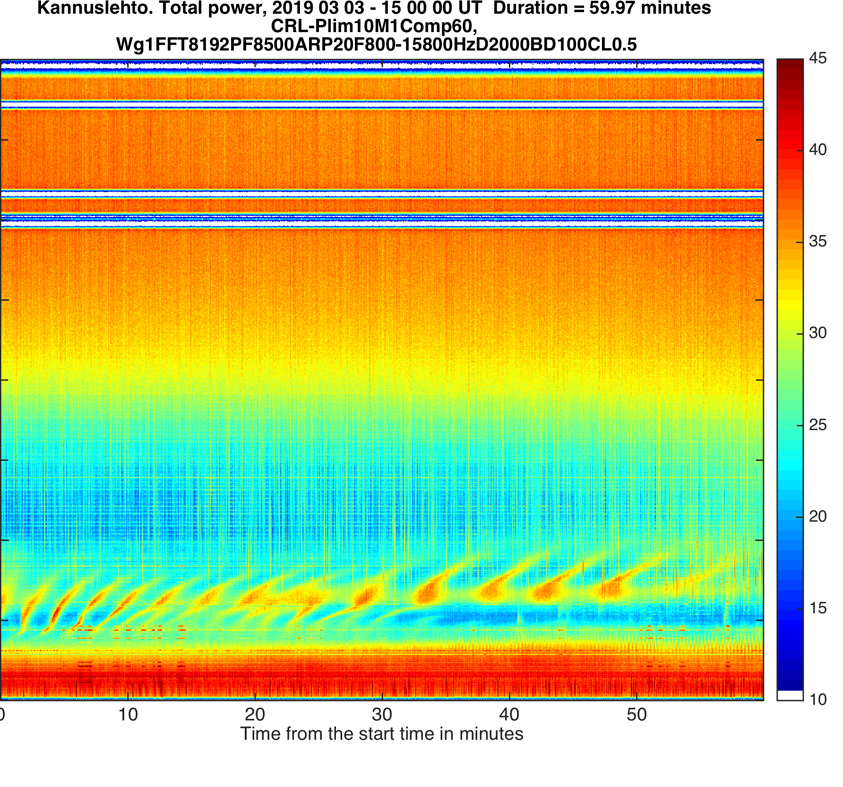 Kannuslehto. Total power, 2019 03 03 - 15 00 00 UT  Duration = 59.97 minutes
CRL-Plim10M1Comp60,
Wg1FFT8192PF8500ARP20F800-15800HzD2000BD100CL0.5
45
40
35
30
25
20
15
10
0 10 20 30 40 50
Time from the start time in minutes